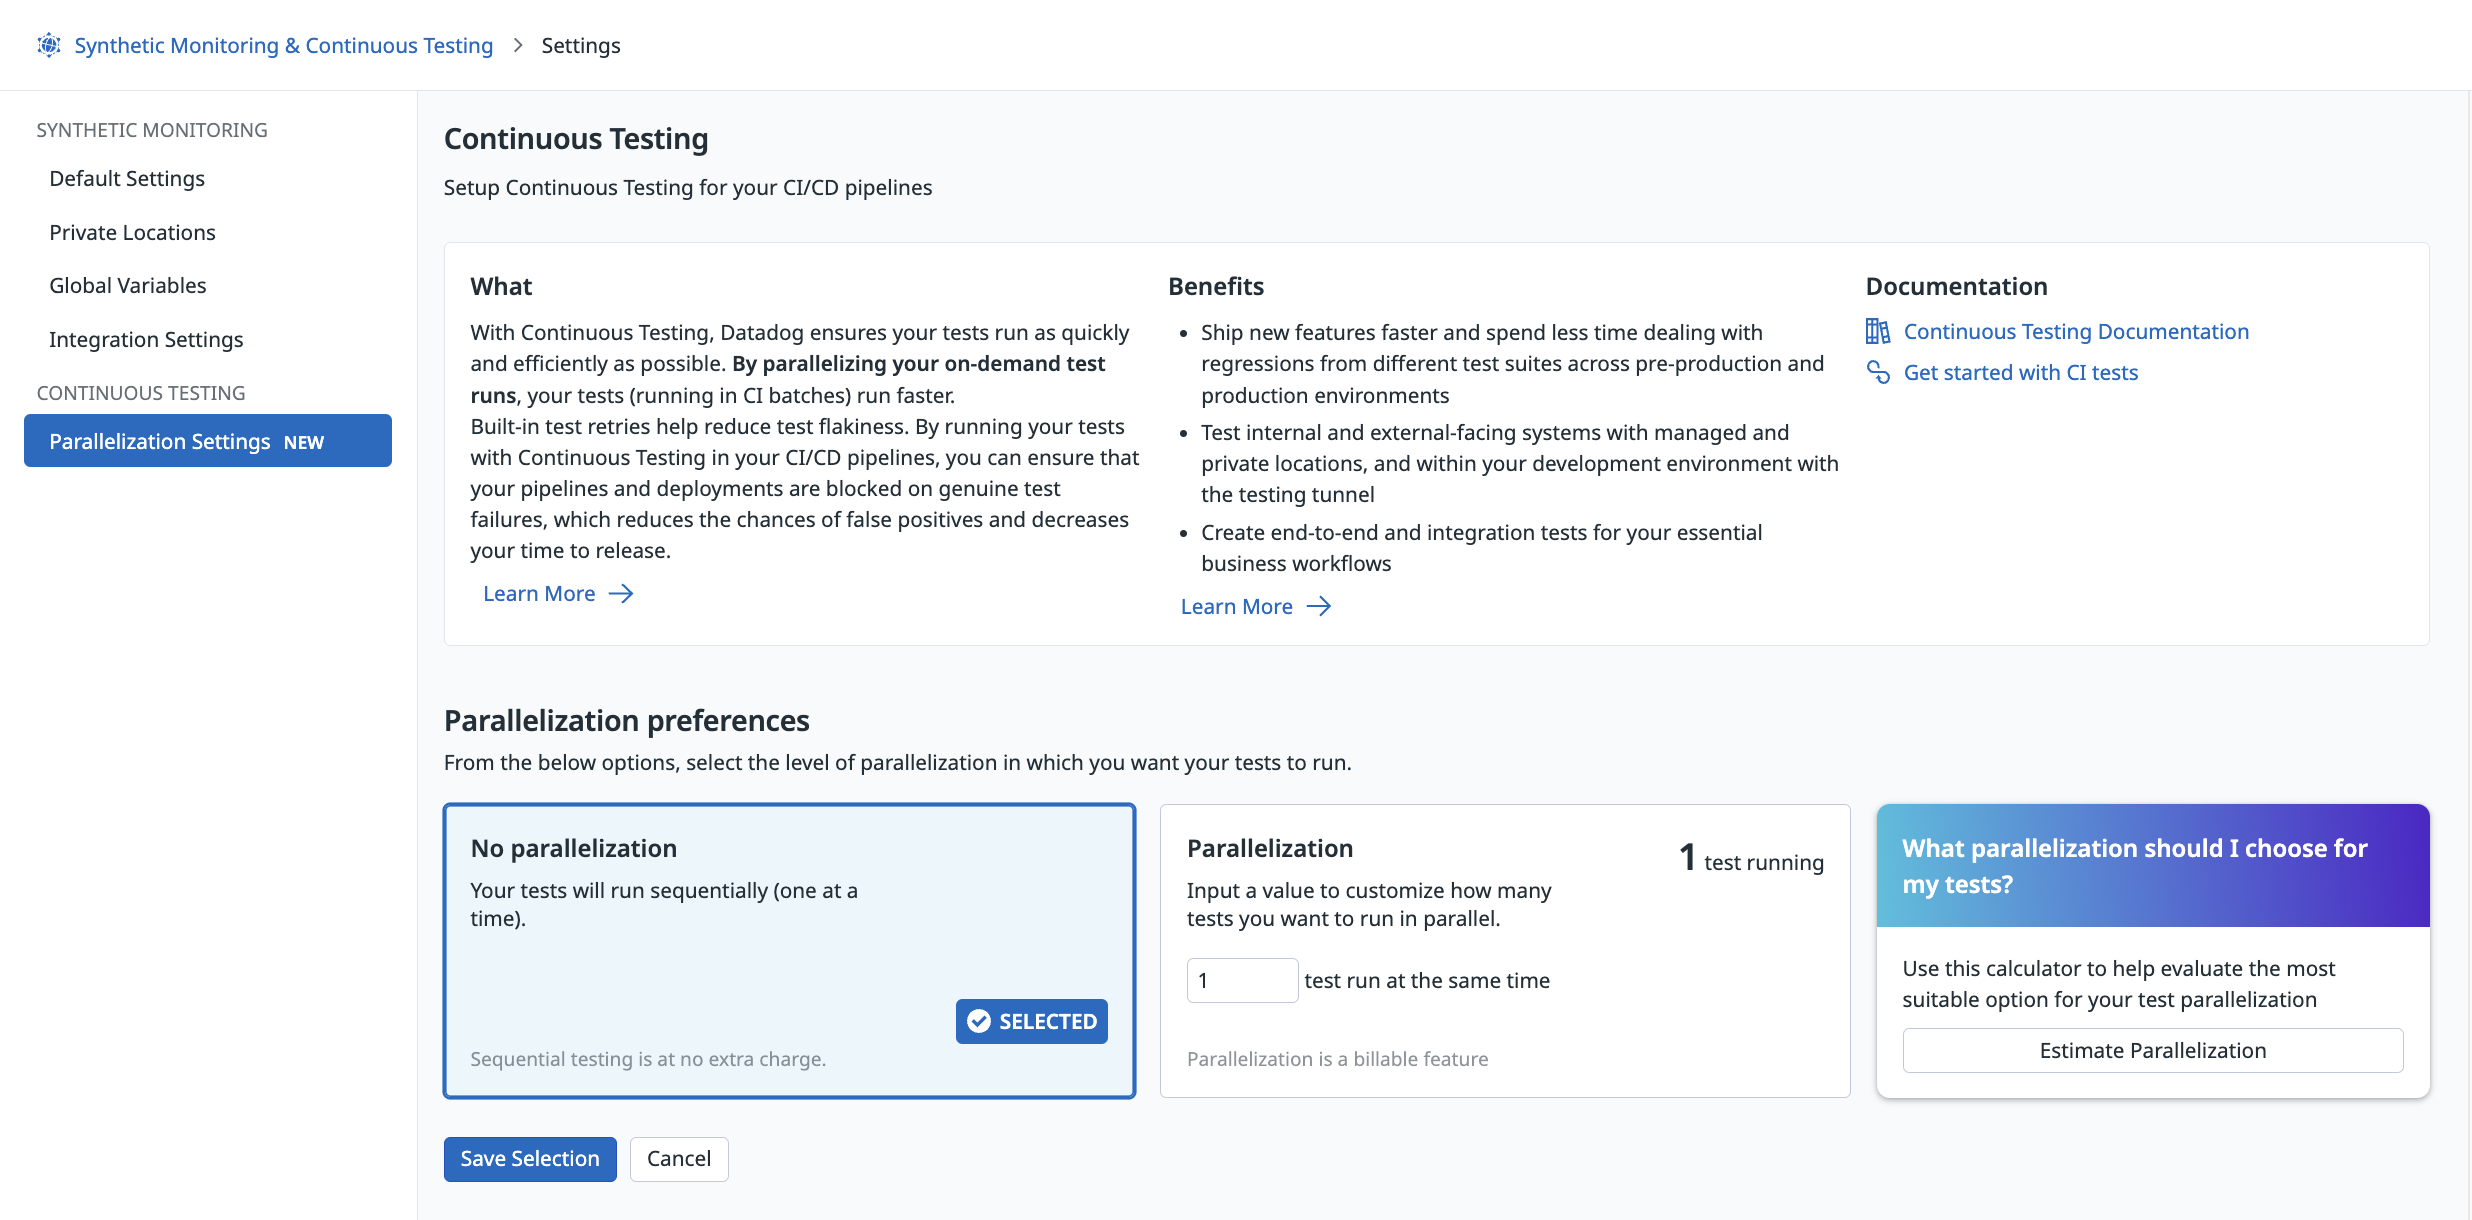 Synthetic Monitoring & Continuous Testing > Settings
SYNTHETIC MONITORING
Default Settings
Private Locations
Global Variables
Integration Settings
CONTINUOUS TESTING
Parallelization Settings NEW
Continuous Testing
Setup Continuous Testing for your CI/CD pipelines
What
With Continuous Testing, Datadog ensures your tests run as quickly
and efficiently as possible. By parallelizing your on-demand test
runs, your tests (running in CI batches) run faster.
Built-in test retries help reduce test flakiness. By running your tests
with Continuous Testing in your CI/CD pipelines, you can ensure that
your pipelines and deployments are blocked on genuine test
failures, which reduces the chances of false positives and decreases
your time to release.
Learn More →
Benefits
• Ship new features faster and spend less time dealing with
regressions from different test suites across pre-production and
production environments
• Test internal and external-facing systems with managed and
private locations, and within your development environment with
the testing tunnel
• Create end-to-end and integration tests for your essential
business workflows
Learn More →
Documentation
Continuous Testing Documentation
Get started with CI tests
Parallelization preferences
From the below options, select the level of parallelization in which you want your tests to run.
No parallelization
Your tests will run sequentially (one at a
time).
SELECTED
Sequential testing is at no extra charge.
Parallelization
1 test running
Input a value to customize how many
tests you want to run in parallel.
1 test run at the same time
Parallelization is a billable feature
What parallelization should I choose for
my tests?
Use this calculator to help evaluate the most
suitable option for your test parallelization
Estimate Parallelization
Save Selection
Cancel